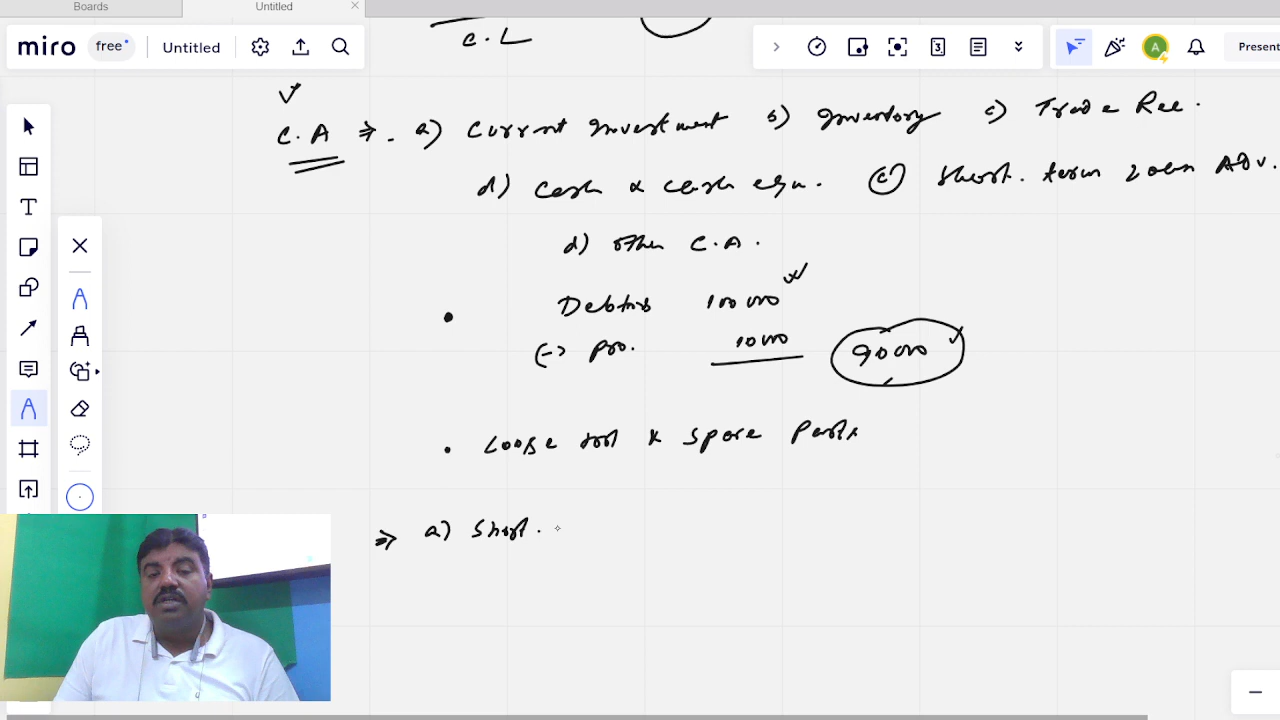 Boards Untitled
miro free Untitled
3 A Present
C.L
C.A ⇒ - a) Current Investment b) Inventory c) Trade Rec.
d) Cash & Cash equ. (c) Short. term Loan Adv.
d) other C.A.
• Debtors 100000
(-) Pro. 10000 90000
• Loose tool & Spare Parts
⇒ a) Short.